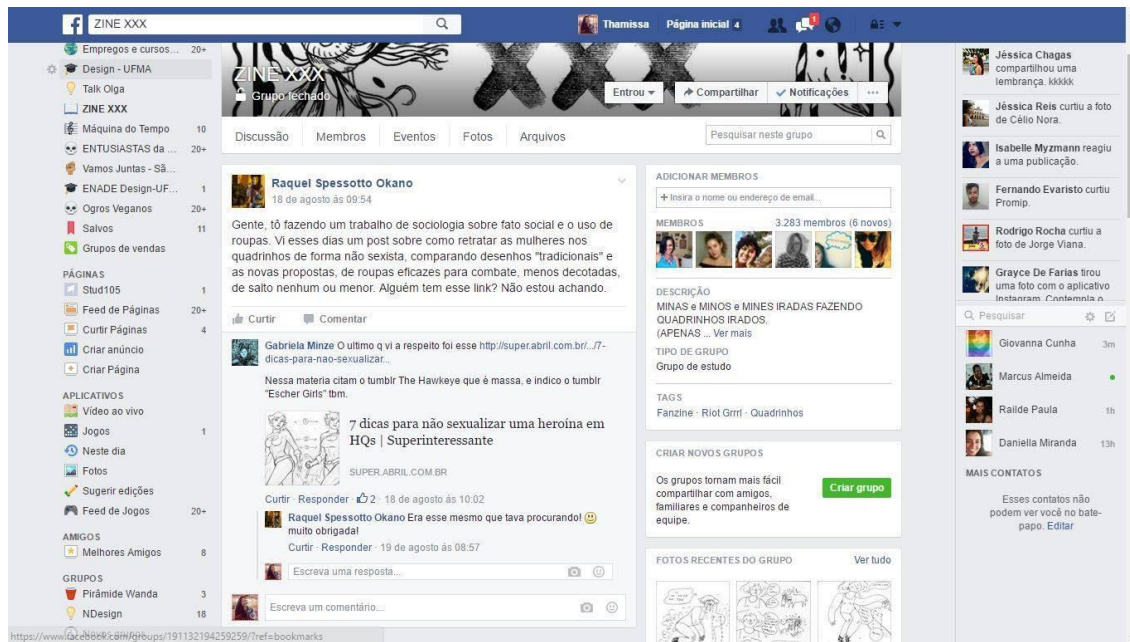 ZINE XXX
Thamissa
Página inicial 4
1
Empregos e cursos... 20+
Design - UFMA
Talk Olga
ZINE XXX
Máquina do Tempo 10
ENTUSIASTAS da ... 20+
Vamos Juntas - Sã...
ENADE Design-UF... 1
Ogros Veganos 20+
Salvos 11
Grupos de vendas
PÁGINAS
Stud105 1
Feed de Páginas 20+
Curtir Páginas 4
Criar anúncio
Criar Página
APLICATIVOS
Vídeo ao vivo
Jogos 1
Neste dia
Fotos
Sugerir edições
Feed de Jogos 20+
AMIGOS
Melhores Amigos 8
GRUPOS
Pirâmide Wanda 3
NDesign 18
https://www.facebook.com/groups/191132194259259/?ref=bookmarks
XXX
ZINE XXX
Grupo fechado
Entrou
Compartilhar
Notificações
Discussão Membros Eventos Fotos Arquivos
Pesquisar neste grupo
Raquel Spessotto Okano
18 de agosto às 09:54
Gente, tô fazendo um trabalho de sociologia sobre fato social e o uso de
roupas. Vi esses dias um post sobre como retratar as mulheres nos
quadrinhos de forma não sexista, comparando desenhos "tradicionais" e
as novas propostas, de roupas eficazes para combate, menos decotadas,
de salto nenhum ou menor. Alguém tem esse link? Não estou achando.
Curtir Comentar
Gabriela Minze O ultimo q vi a respeito foi esse http://super.abril.com.br/.../7-
dicas-para-nao-sexualizar...
Nessa materia citam o tumblr The Hawkeye que é massa, e indico o tumblr
"Escher Girls" tbm.
7 dicas para não sexualizar uma heroína em
HQs | Superinteressante
SUPER.ABRIL.COM.BR
Curtir · Responder · 2 · 18 de agosto às 10:02
Raquel Spessotto Okano Era esse mesmo que tava procurando!
muito obrigada!
Curtir · Responder · 19 de agosto às 08:57
Escreva uma resposta...
Escreva um comentário...
ADICIONAR MEMBROS
+ Insira o nome ou endereço de email...
MEMBROS 3.283 membros (6 novos)
DESCRIÇÃO
MINAS e MINOS e MINES IRADAS FAZENDO
QUADRINHOS IRADOS.
(APENAS ... Ver mais
TIPO DE GRUPO
Grupo de estudo
TAGS
Fanzine · Riot Grrrl · Quadrinhos
CRIAR NOVOS GRUPOS
Os grupos tornam mais fácil
compartilhar com amigos,
familiares e companheiros de
equipe.
Criar grupo
FOTOS RECENTES DO GRUPO Ver tudo
Jéssica Chagas
compartilhou uma
lembrança. kkkkk
Jéssica Reis curtiu a foto
de Célio Nora.
Isabelle Myzmann reagiu
a uma publicação.
Fernando Evaristo curtiu
Promip.
Rodrigo Rocha curtiu a
foto de Jorge Viana.
Grayce De Farias tirou
uma foto com o aplicativo
Instagram. Contempla o
Pesquisar
Giovanna Cunha 3m
Marcus Almeida
Railde Paula 1h
Daniella Miranda 13h
MAIS CONTATOS
Esses contatos não
podem ver você no bate-
papo. Editar